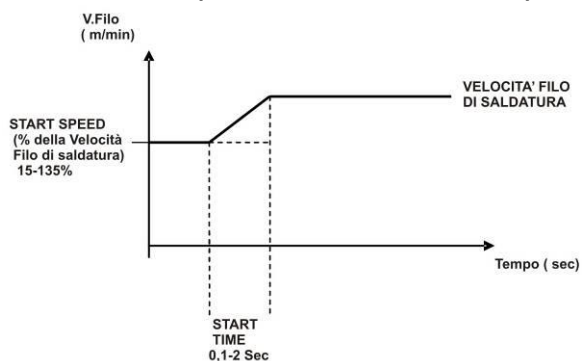 V.Filo
( m/min)
VELOCITA' FILO
DI SALDATURA
START SPEED
(% della Velocità
Filo di saldatura)
15-135%
Tempo ( sec)
START
TIME
0,1-2 Sec